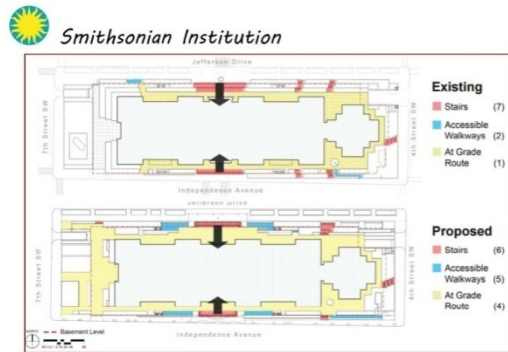 Smithsonian Institution
Jefferson Drive
7th Street SW
4th Street SW
Independence Avenue
Existing
Stairs (7)
Accessible Walkways (2)
At Grade Route (1)
Jefferson Drive
7th Street SW
4th Street SW
Independence Avenue
Proposed
Stairs (6)
Accessible Walkways (5)
At Grade Route (4)
NORTH
Basement Level